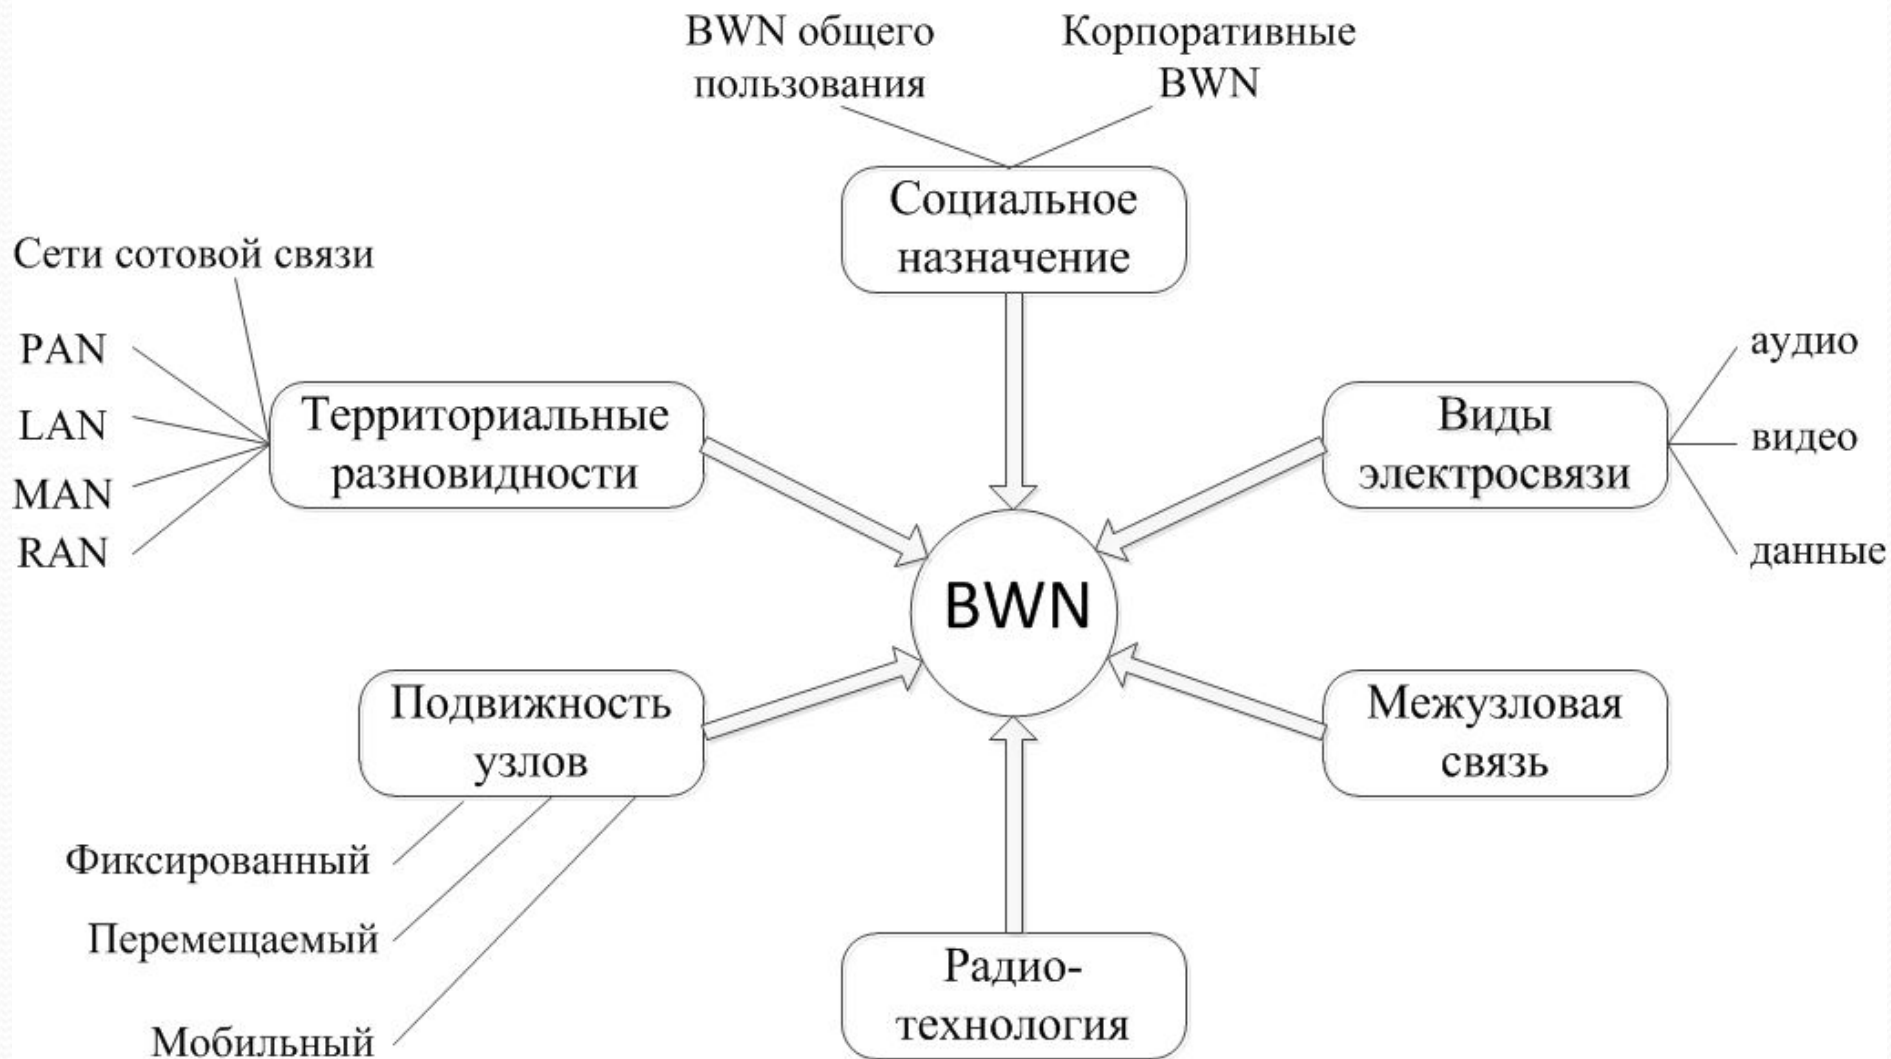 BWN общего
пользования
Корпоративные
BWN
Социальное
назначение
Сети сотовой связи
PAN
LAN
MAN
RAN
Территориальные
разновидности
Виды
электросвязи
аудио
видео
данные
BWN
Подвижность
узлов
Межузловая
связь
Фиксированный
Перемещаемый
Мобильный
Радио-
технология